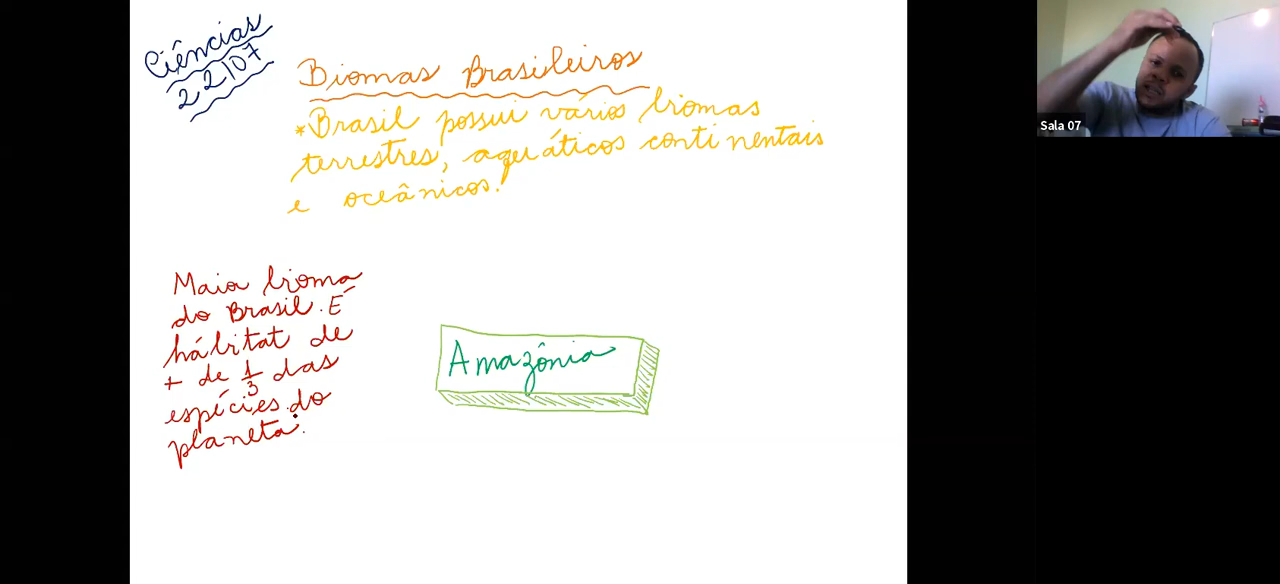 Ciências
22/07
Biomas Brasileiros
*Brasil possui vários biomas
terrestres, aquáticos continentais
e oceânicos.
Maio bioma
do Brasil. É
hábitat de
+ de 1/3 das
espécies do
planeta.
Amazônia
Sala 07